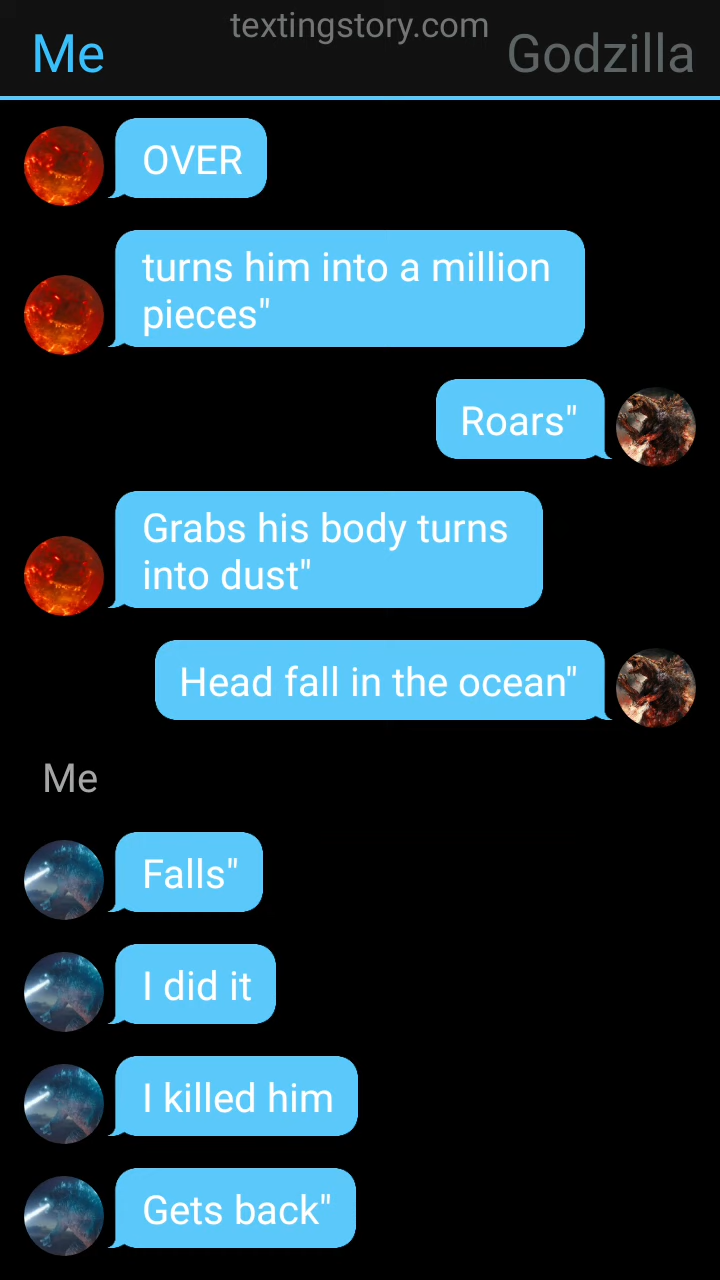 textingstory.com
Me
Godzilla
OVER
turns him into a million
pieces"
Roars"
Grabs his body turns
into dust"
Head fall in the ocean"
Me
Falls"
I did it
I killed him
Gets back"